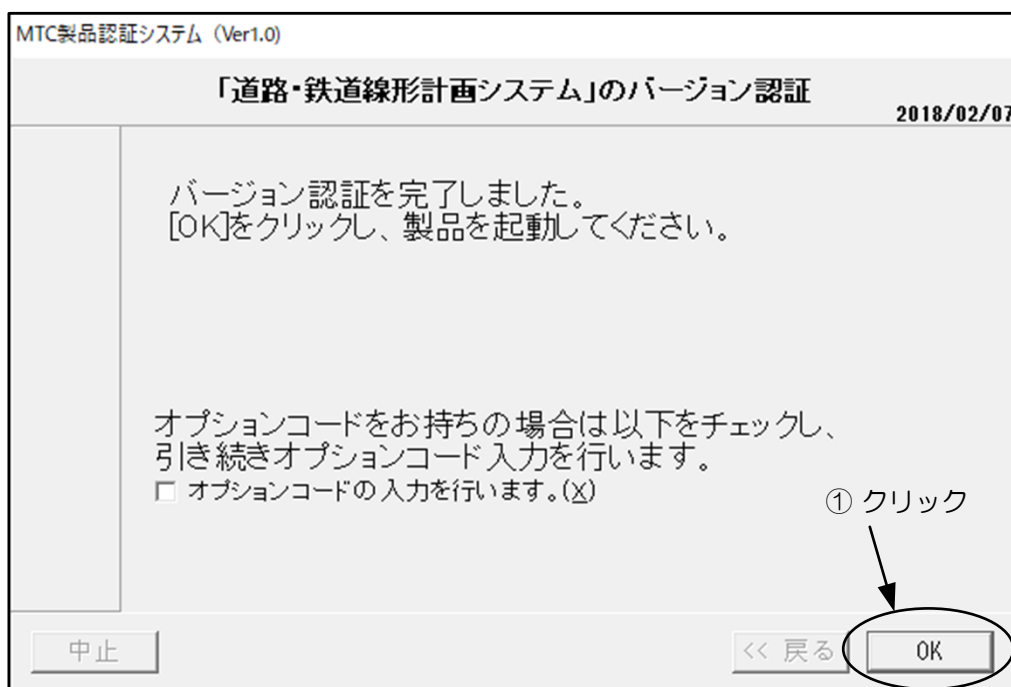 MTC製品認証システム（Ver1.0)
「道路･鉄道線形計画システム」のバージョン認証
2018/02/07
バージョン認証を完了しました。
[OK]をクリックし、製品を起動してください。
オプションコードをお持ちの場合は以下をチェックし、
引き続きオプションコード入力を行います。
オプションコードの入力を行います。(X)
① クリック
中止
<< 戻る
OK